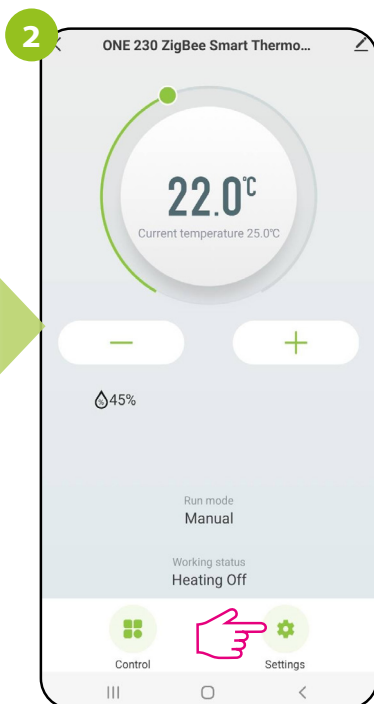 2
ONE 230 ZigBee Smart Thermo...
22.0°C
Current temperature 25.0°C
45%
Run mode
Manual
Working status
Heating Off
Control
Settings